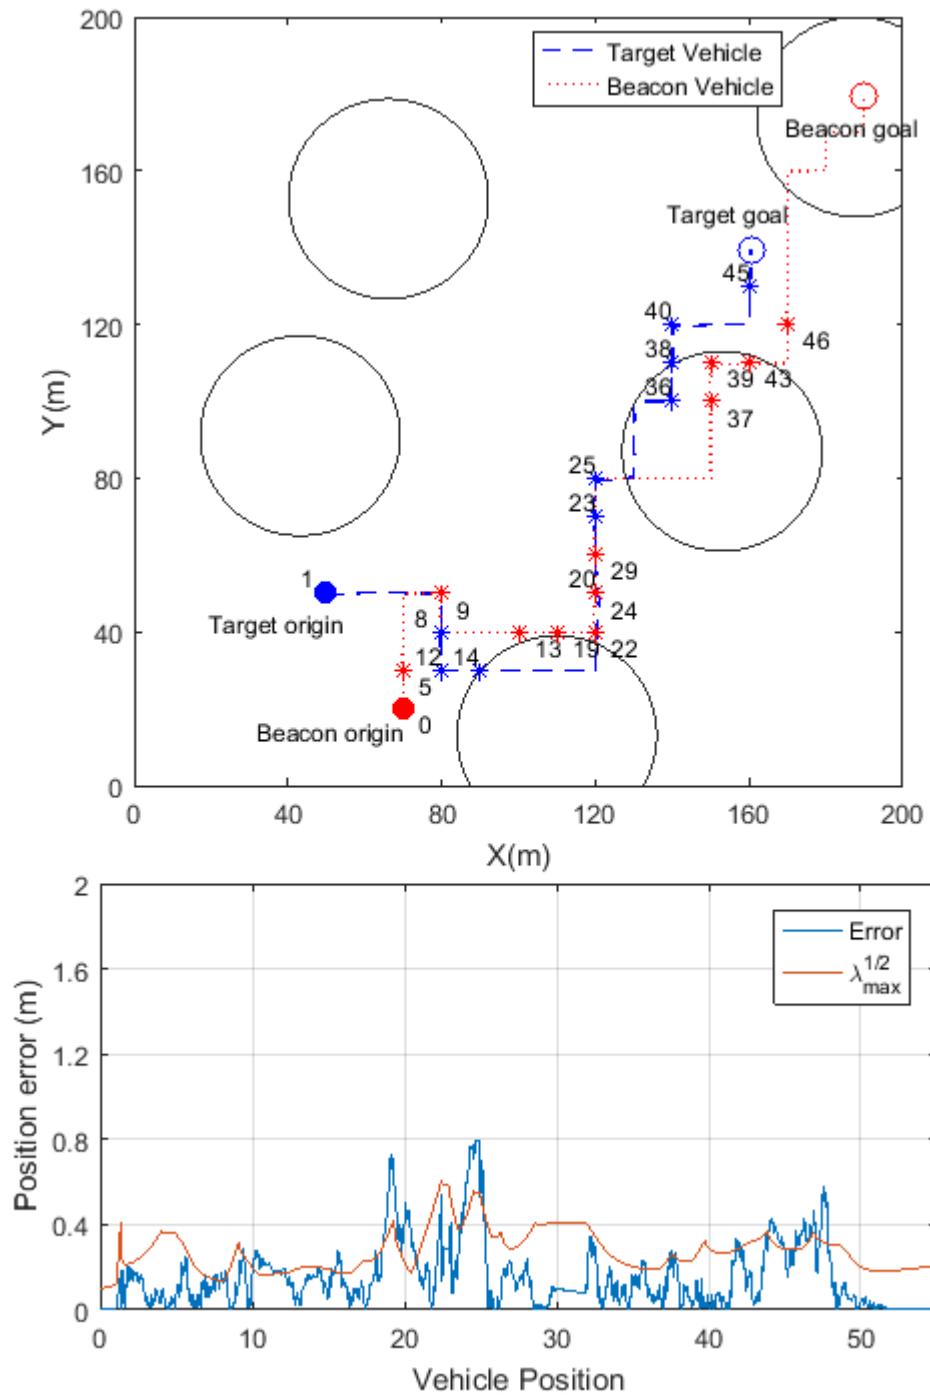 200
Target Vehicle
Beacon Vehicle
Beacon goal
160
Target goal
45
40
120
46
38
39 43
36
37
Y(m)
25
80
23
20 29
1
9
8
24
Target origin
40
12 14 13 19 22
5
0
Beacon origin
0
0 40 80 120 160 200
X(m)
2
Error
λmax1/2
1.6
1.2
Position error (m)
0.8
0.4
0
0 10 20 30 40 50
Vehicle Position